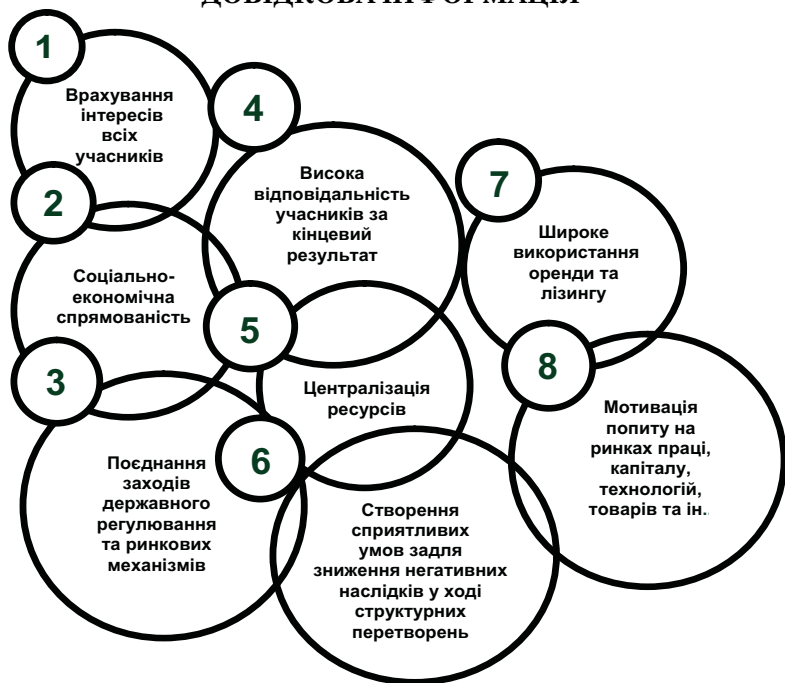 ДОВІДКОВА ІНФОРМАЦІЯ
1
Врахування
інтересів
всіх
учасників
2
Соціально-
економічна
спрямованість
3
Поєднання
заходів
державного
регулювання
та ринкових
механізмів
4
Висока
відповідальність
учасників за
кінцевий
результат
5
Централізація
ресурсів
6
Створення
сприятливих
умов задля
зниження негативних
наслідків у ході
структурних
перетворень
7
Широке
використання
оренди та
лізингу
8
Мотивація
попиту на
ринках праці,
капіталу,
технологій,
товарів та ін..